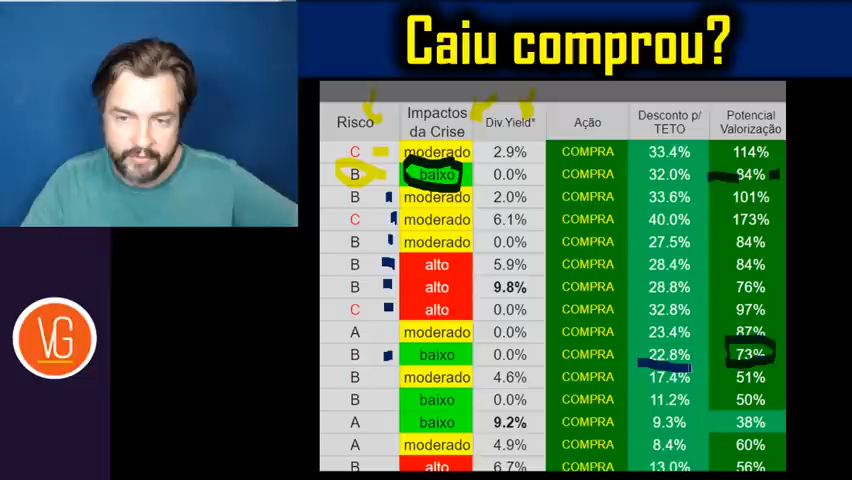 Caiu comprou?
Risco Impactos da Crise Div.Yield* Ação Desconto p/ TETO Potencial Valorização
C moderado 2.9% COMPRA 33.4% 114%
B baixo 0.0% COMPRA 32.0% 84%
B moderado 2.0% COMPRA 33.6% 101%
C moderado 6.1% COMPRA 40.0% 173%
B moderado 0.0% COMPRA 27.5% 84%
B alto 5.9% COMPRA 28.4% 84%
B alto 9.8% COMPRA 28.8% 76%
C alto 0.0% COMPRA 32.8% 97%
A moderado 0.0% COMPRA 23.4% 87%
B baixo 0.0% COMPRA 22.8% 73%
B moderado 4.6% COMPRA 17.4% 51%
B baixo 0.0% COMPRA 11.2% 50%
A baixo 9.2% COMPRA 9.3% 38%
A moderado 4.9% COMPRA 8.4% 60%
B alto 6.7% COMPRA 13.0% 56%
VG